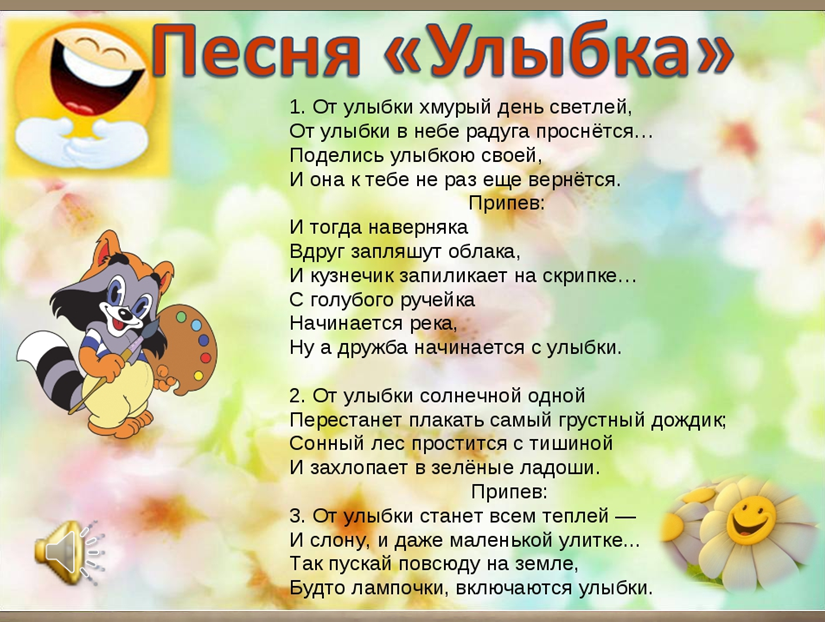 Песня «Улыбка»
1. От улыбки хмурый день светлей,
От улыбки в небе радуга проснётся…
Поделись улыбкою своей,
И она к тебе не раз еще вернётся.
Припев:
И тогда наверняка
Вдруг запляшут облака,
И кузнечик запиликает на скрипке…
С голубого ручейка
Начинается река,
Ну а дружба начинается с улыбки.
2. От улыбки солнечной одной
Перестанет плакать самый грустный дождик;
Сонный лес простится с тишиной
И захлопает в зелёные ладоши.
Припев:
3. От улыбки станет всем теплей —
И слону, и даже маленькой улитке...
Так пускай повсюду на земле,
Будто лампочки, включаются улыбки.